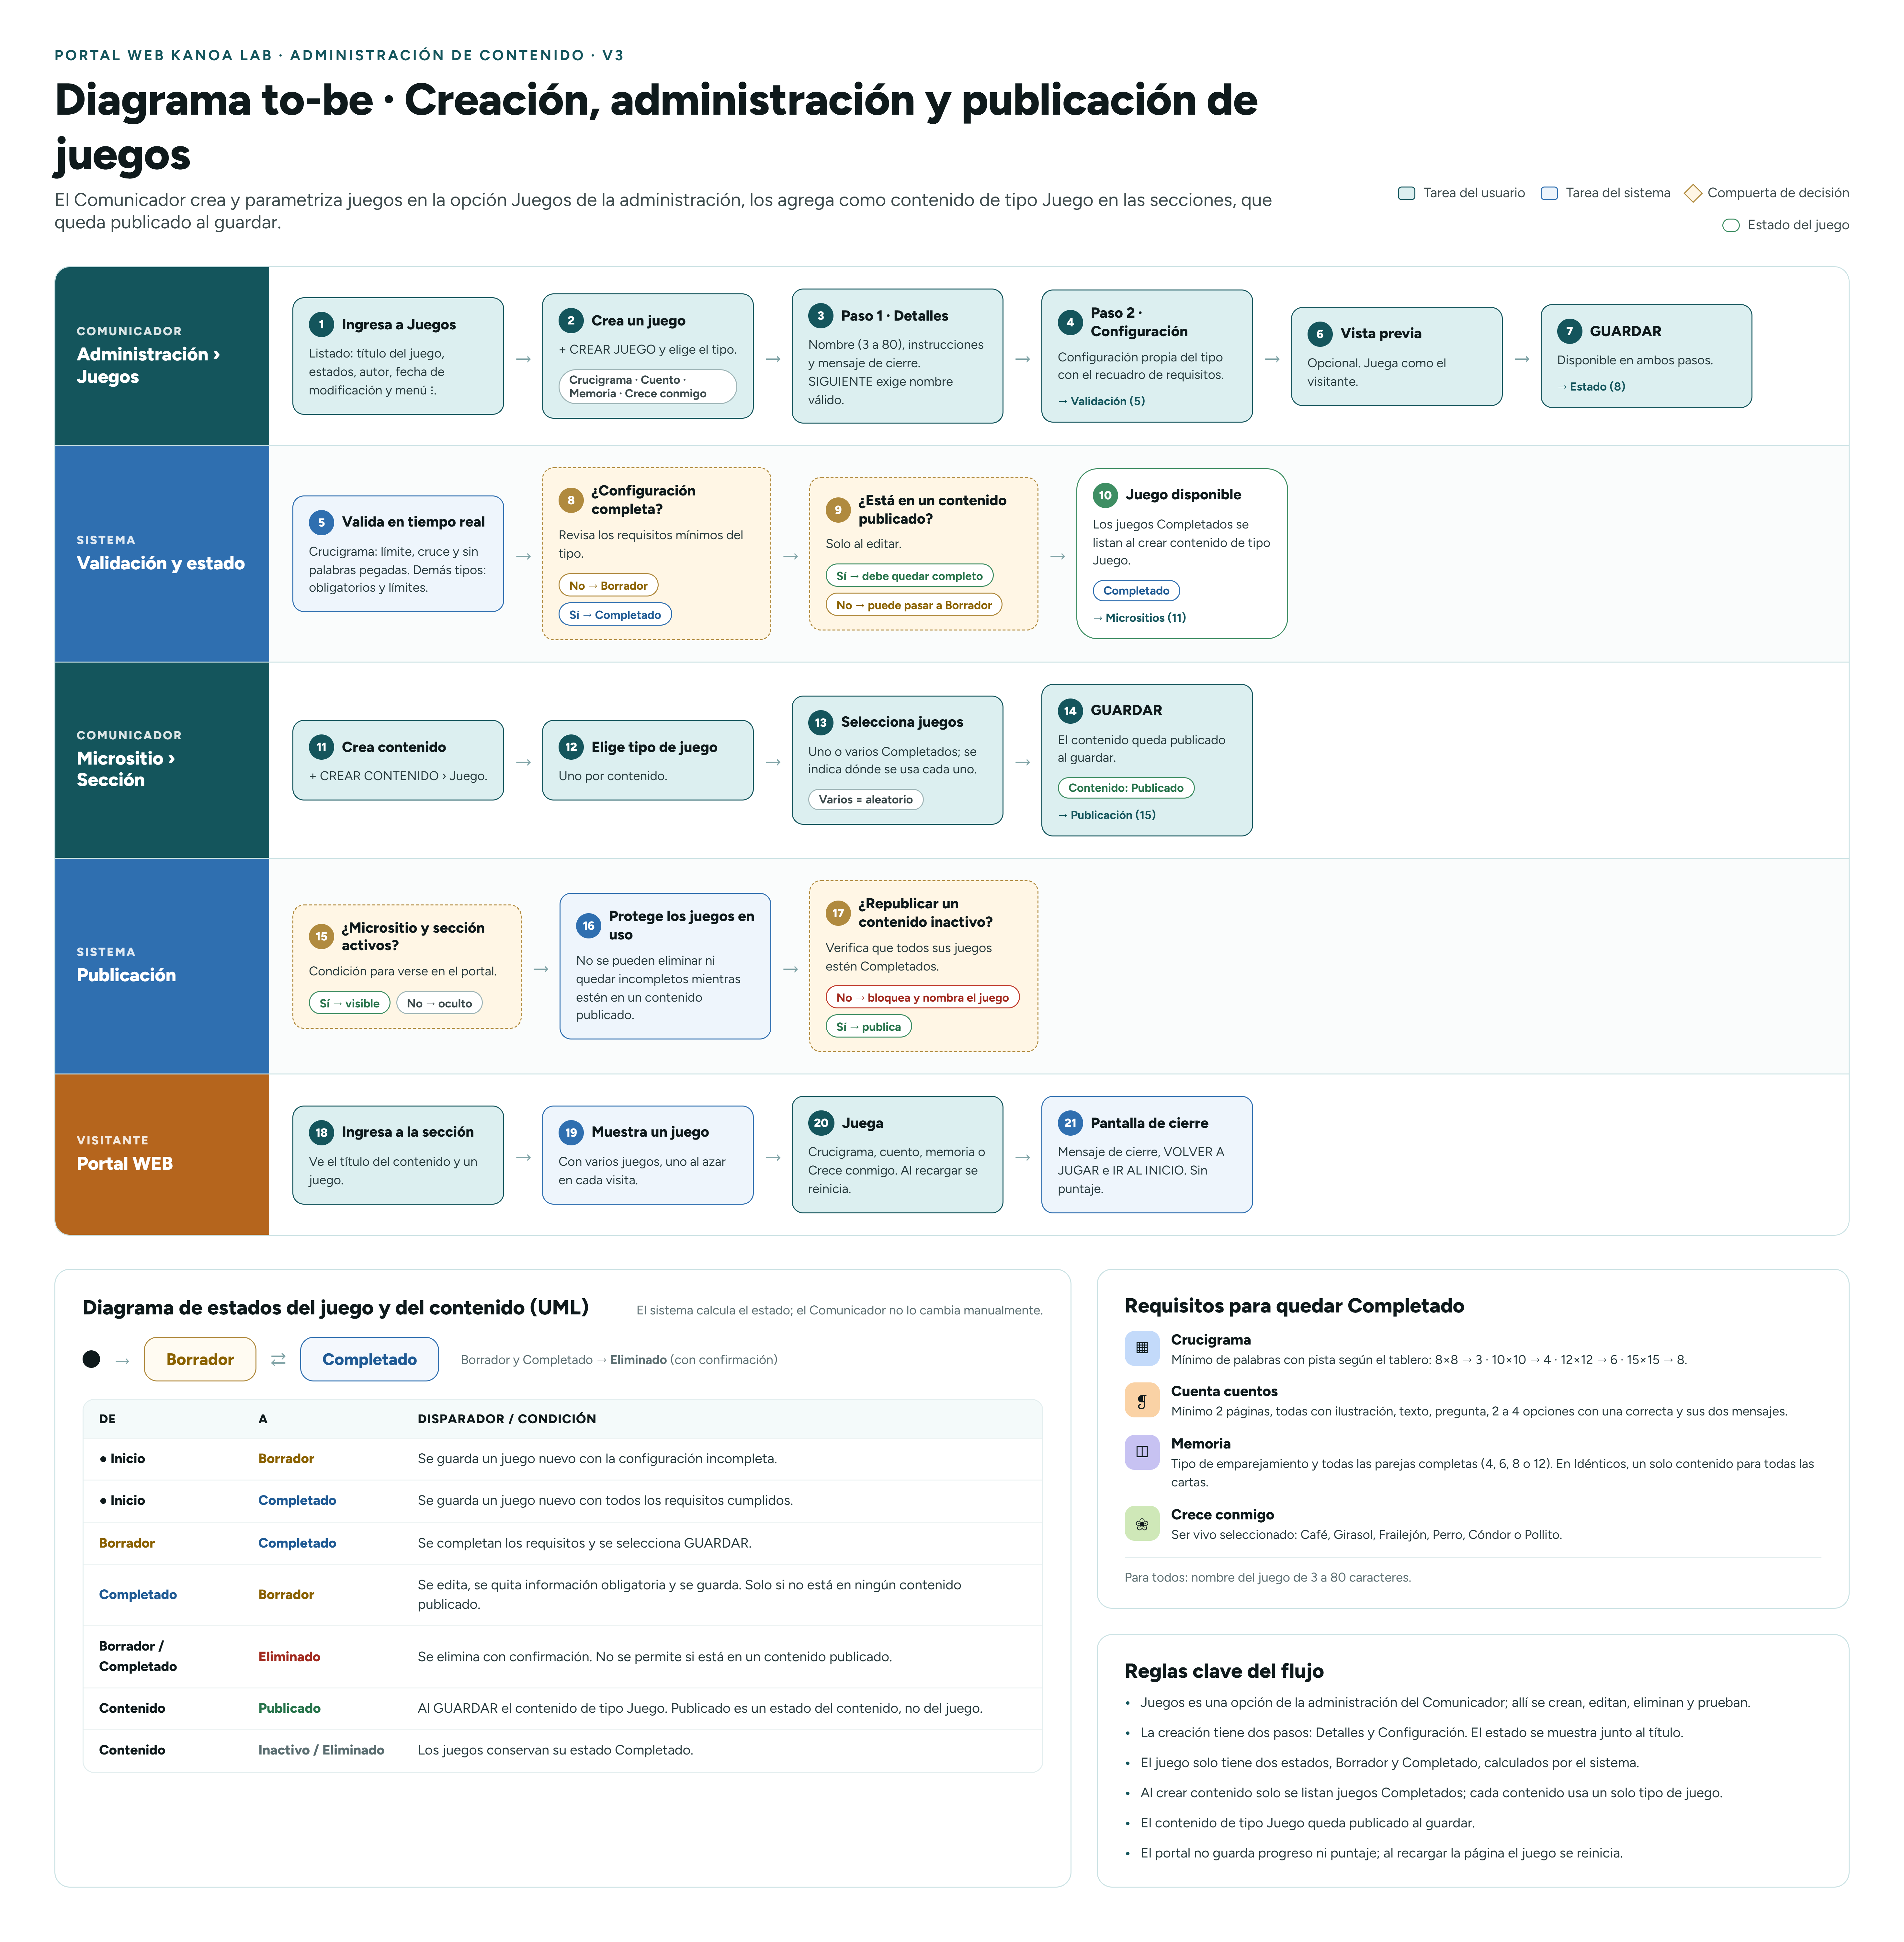 PORTAL WEB KANOA LAB · ADMINISTRACIÓN DE CONTENIDO · V3
Diagrama to-be · Creación, administración y publicación de
juegos
El Comunicador crea y parametriza juegos en la opción Juegos de la administración, los agrega como contenido de tipo Juego en las secciones, que
queda publicado al guardar.
Tarea del usuario
Tarea del sistema
Compuerta de decisión
Estado del juego
COMUNICADOR
Administración ›
Juegos
1 Ingresa a Juegos
Listado: título del juego,
estados, autor, fecha de
modificación y menú ⋮.
→
2 Crea un juego
+ CREAR JUEGO y elige el tipo.
Crucigrama · Cuento ·
Memoria · Crece conmigo
→
3 Paso 1 · Detalles
Nombre (3 a 80), instrucciones
y mensaje de cierre.
SIGUIENTE exige nombre
válido.
→
4 Paso 2 ·
Configuración
Configuración propia del tipo
con el recuadro de requisitos.
→ Validación (5)
→
6 Vista previa
Opcional. Juega como el
visitante.
→
7 GUARDAR
Disponible en ambos pasos.
→ Estado (8)
SISTEMA
Validación y estado
5 Valida en tiempo real
Crucigrama: límite, cruce y sin
palabras pegadas. Demás tipos:
obligatorios y límites.
→
8 ¿Configuración
completa?
Revisa los requisitos mínimos del
tipo.
No → Borrador
Sí → Completado
→
9 ¿Está en un contenido
publicado?
Solo al editar.
Sí → debe quedar completo
No → puede pasar a Borrador
→
10 Juego disponible
Los juegos Completados se
listan al crear contenido de tipo
Juego.
Completado
→ Micrositios (11)
COMUNICADOR
Micrositio ›
Sección
11 Crea contenido
+ CREAR CONTENIDO › Juego.
→
12 Elige tipo de juego
Uno por contenido.
→
13 Selecciona juegos
Uno o varios Completados; se
indica dónde se usa cada uno.
Varios = aleatorio
→
14 GUARDAR
El contenido queda publicado
al guardar.
Contenido: Publicado
→ Publicación (15)
SISTEMA
Publicación
15 ¿Micrositio y sección
activos?
Condición para verse en el portal.
Sí → visible
No → oculto
→
16 Protege los juegos en
uso
No se pueden eliminar ni
quedar incompletos mientras
estén en un contenido
publicado.
→
17 ¿Republicar un
contenido inactivo?
Verifica que todos sus juegos
estén Completados.
No → bloquea y nombra el juego
Sí → publica
VISITANTE
Portal WEB
18 Ingresa a la sección
Ve el título del contenido y un
juego.
→
19 Muestra un juego
Con varios juegos, uno al azar
en cada visita.
→
20 Juega
Crucigrama, cuento, memoria o
Crece conmigo. Al recargar se
reinicia.
→
21 Pantalla de cierre
Mensaje de cierre, VOLVER A
JUGAR e IR AL INICIO. Sin
puntaje.
Diagrama de estados del juego y del contenido (UML)
El sistema calcula el estado; el Comunicador no lo cambia manualmente.
● → Borrador ⇄ Completado
Borrador y Completado → Eliminado (con confirmación)
DE A DISPARADOR / CONDICIÓN
● Inicio Borrador Se guarda un juego nuevo con la configuración incompleta.
● Inicio Completado Se guarda un juego nuevo con todos los requisitos cumplidos.
Borrador Completado Se completan los requisitos y se selecciona GUARDAR.
Completado Borrador Se edita, se quita información obligatoria y se guarda. Solo si no está en ningún contenido
publicado.
Borrador /
Completado
Eliminado Se elimina con confirmación. No se permite si está en un contenido publicado.
Contenido Publicado Al GUARDAR el contenido de tipo Juego. Publicado es un estado del contenido, no del juego.
Contenido Inactivo / Eliminado Los juegos conservan su estado Completado.
Requisitos para quedar Completado
Crucigrama
Mínimo de palabras con pista según el tablero: 8×8 → 3 · 10×10 → 4 · 12×12 → 6 · 15×15 → 8.
Cuenta cuentos
Mínimo 2 páginas, todas con ilustración, texto, pregunta, 2 a 4 opciones con una correcta y sus dos mensajes.
Memoria
Tipo de emparejamiento y todas las parejas completas (4, 6, 8 o 12). En Idénticos, un solo contenido para todas las
cartas.
Crece conmigo
Ser vivo seleccionado: Café, Girasol, Frailejón, Perro, Cóndor o Pollito.
Para todos: nombre del juego de 3 a 80 caracteres.
Reglas clave del flujo
• Juegos es una opción de la administración del Comunicador; allí se crean, editan, eliminan y prueban.
• La creación tiene dos pasos: Detalles y Configuración. El estado se muestra junto al título.
• El juego solo tiene dos estados, Borrador y Completado, calculados por el sistema.
• Al crear contenido solo se listan juegos Completados; cada contenido usa un solo tipo de juego.
• El contenido de tipo Juego queda publicado al guardar.
• El portal no guarda progreso ni puntaje; al recargar la página el juego se reinicia.